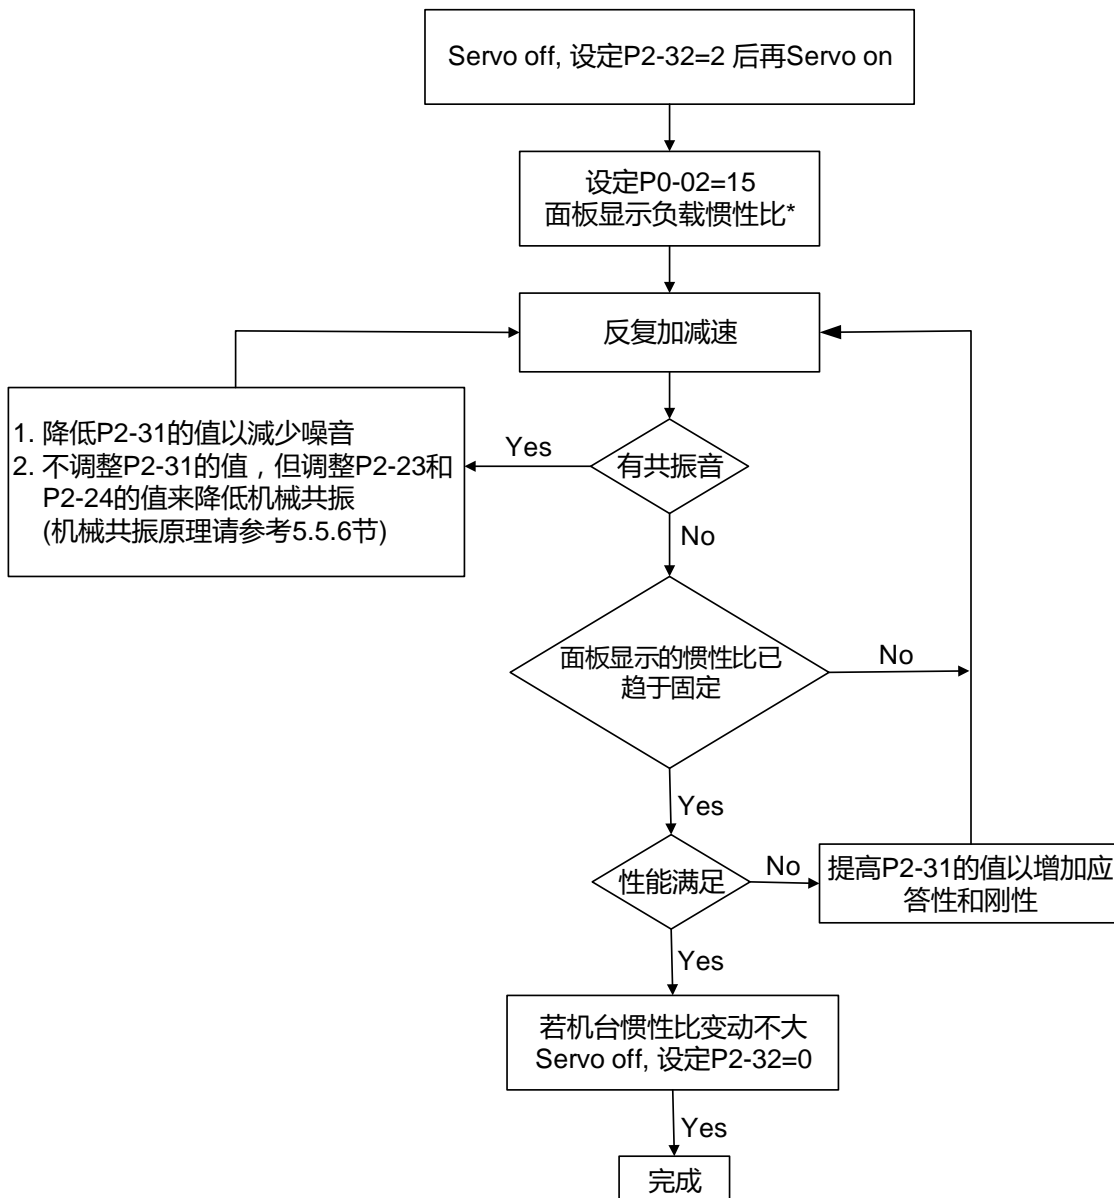 Servo off, 设定P2-32=2 后再Servo on
设定P0-02=15
面板显示负载惯性比*
反复加减速
1. 降低P2-31的值以減少噪音
2. 不调整P2-31的值，但调整P2-23和
P2-24的值来降低机械共振
(机械共振原理请参考5.5.6节)
Yes
有共振音
No
面板显示的惯性比已
趋于固定
No
Yes
性能满足
No
提高P2-31的值以增加应
答性和刚性
Yes
若机台惯性比变动不大
Servo off, 设定P2-32=0
Yes
完成